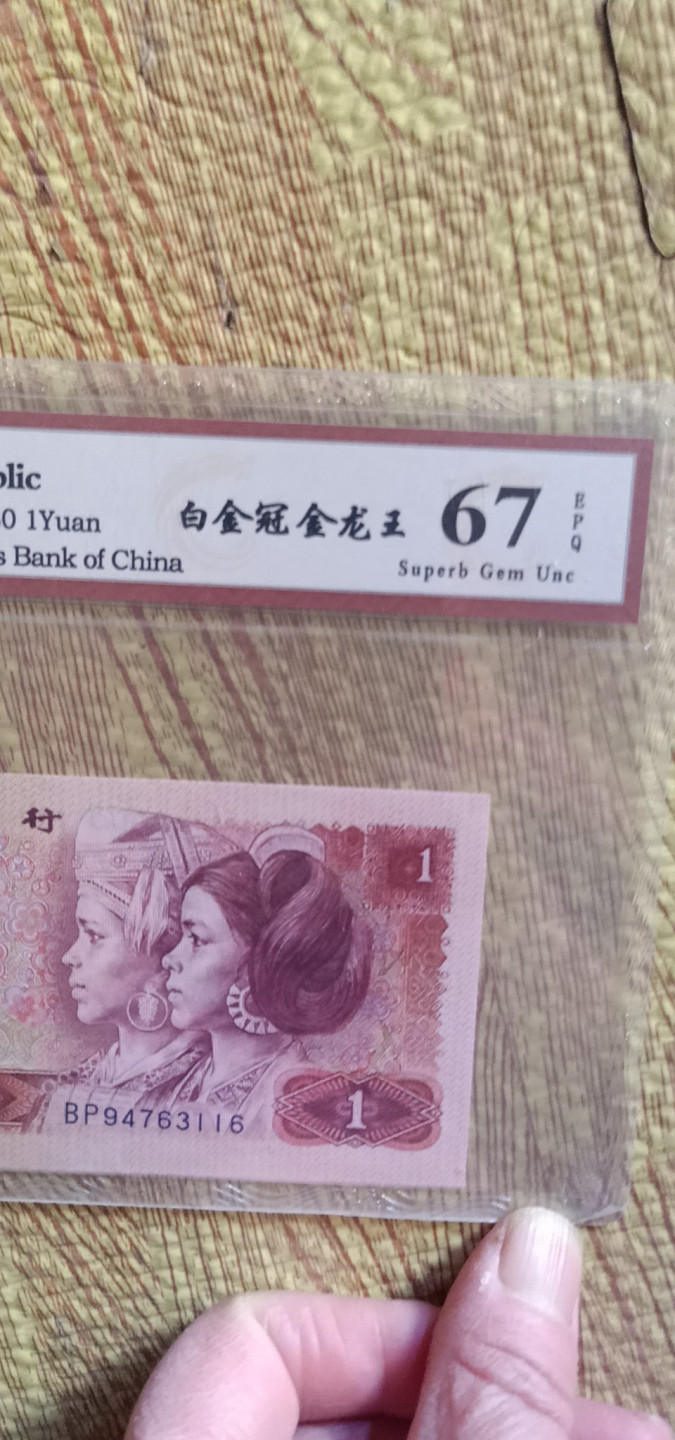 blic
0 1Yuan
s Bank of China
白金冠金龙王
67
EPQ
Superb Gem Unc
行
1
BP94763116
1